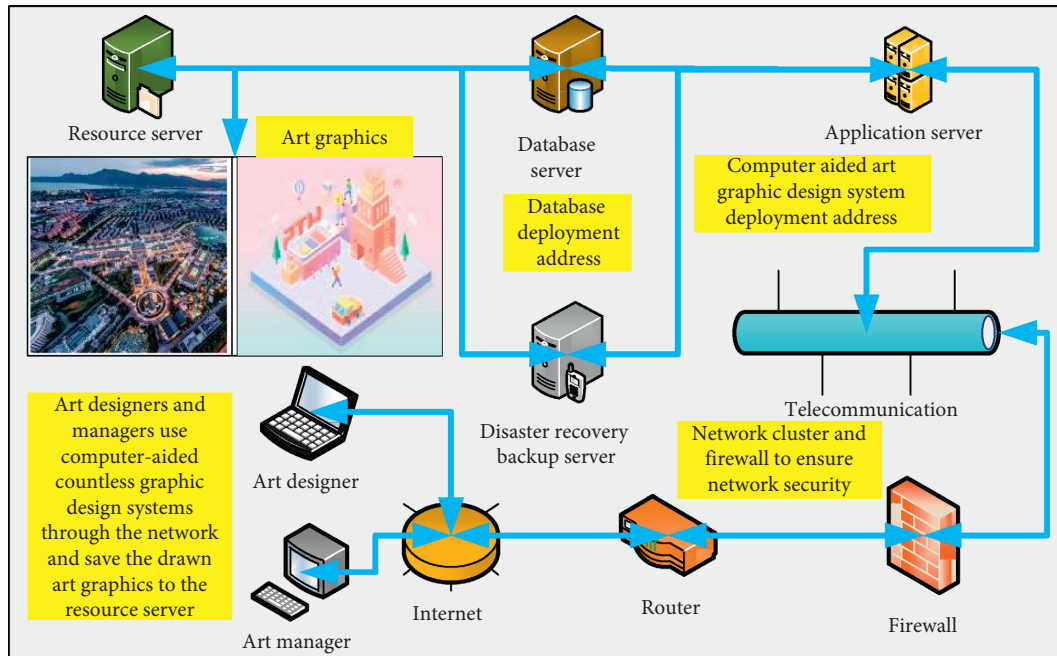 Resource server
Art graphics
Database
server
Application server
Database
deployment
address
Computer aided art
graphic design system
deployment address
Telecommunication
Disaster recovery
backup server
Network cluster and
firewall to ensure
network security
Art designers and
managers use
computer-aided
countless graphic
design systems
through the network
and save the drawn
art graphics to the
resource server
Art designer
Art manager
Internet
Router
Firewall